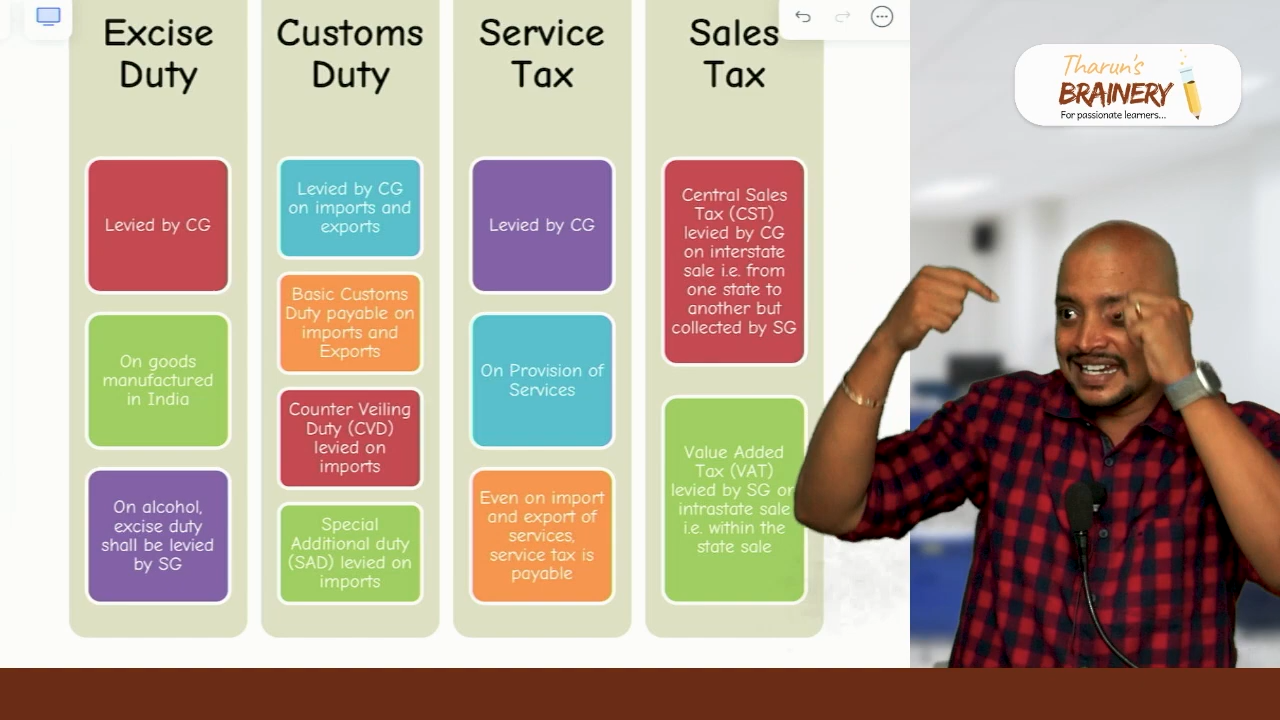 Excise
Duty
Levied by CG
On goods
manufactured
in India
On alcohol,
excise duty
shall be levied
by SG
Customs
Duty
Levied by CG
on imports and
exports
Basic Customs
Duty payable on
imports and
Exports
Counter Veiling
Duty (CVD)
levied on
imports
Special
Additional duty
(SAD) levied on
imports
Service
Tax
Levied by CG
On Provision of
Services
Even on import
and export of
services,
service tax is
payable
Sales
Tax
Central Sales
Tax (CST)
levied by CG
on interstate
sale i.e. from
one state to
another but
collected by SG
Value Added
Tax (VAT)
levied by SG on
intrastate sale
i.e. within the
state sale
Tharun's
BRAINERY
For passionate learners...